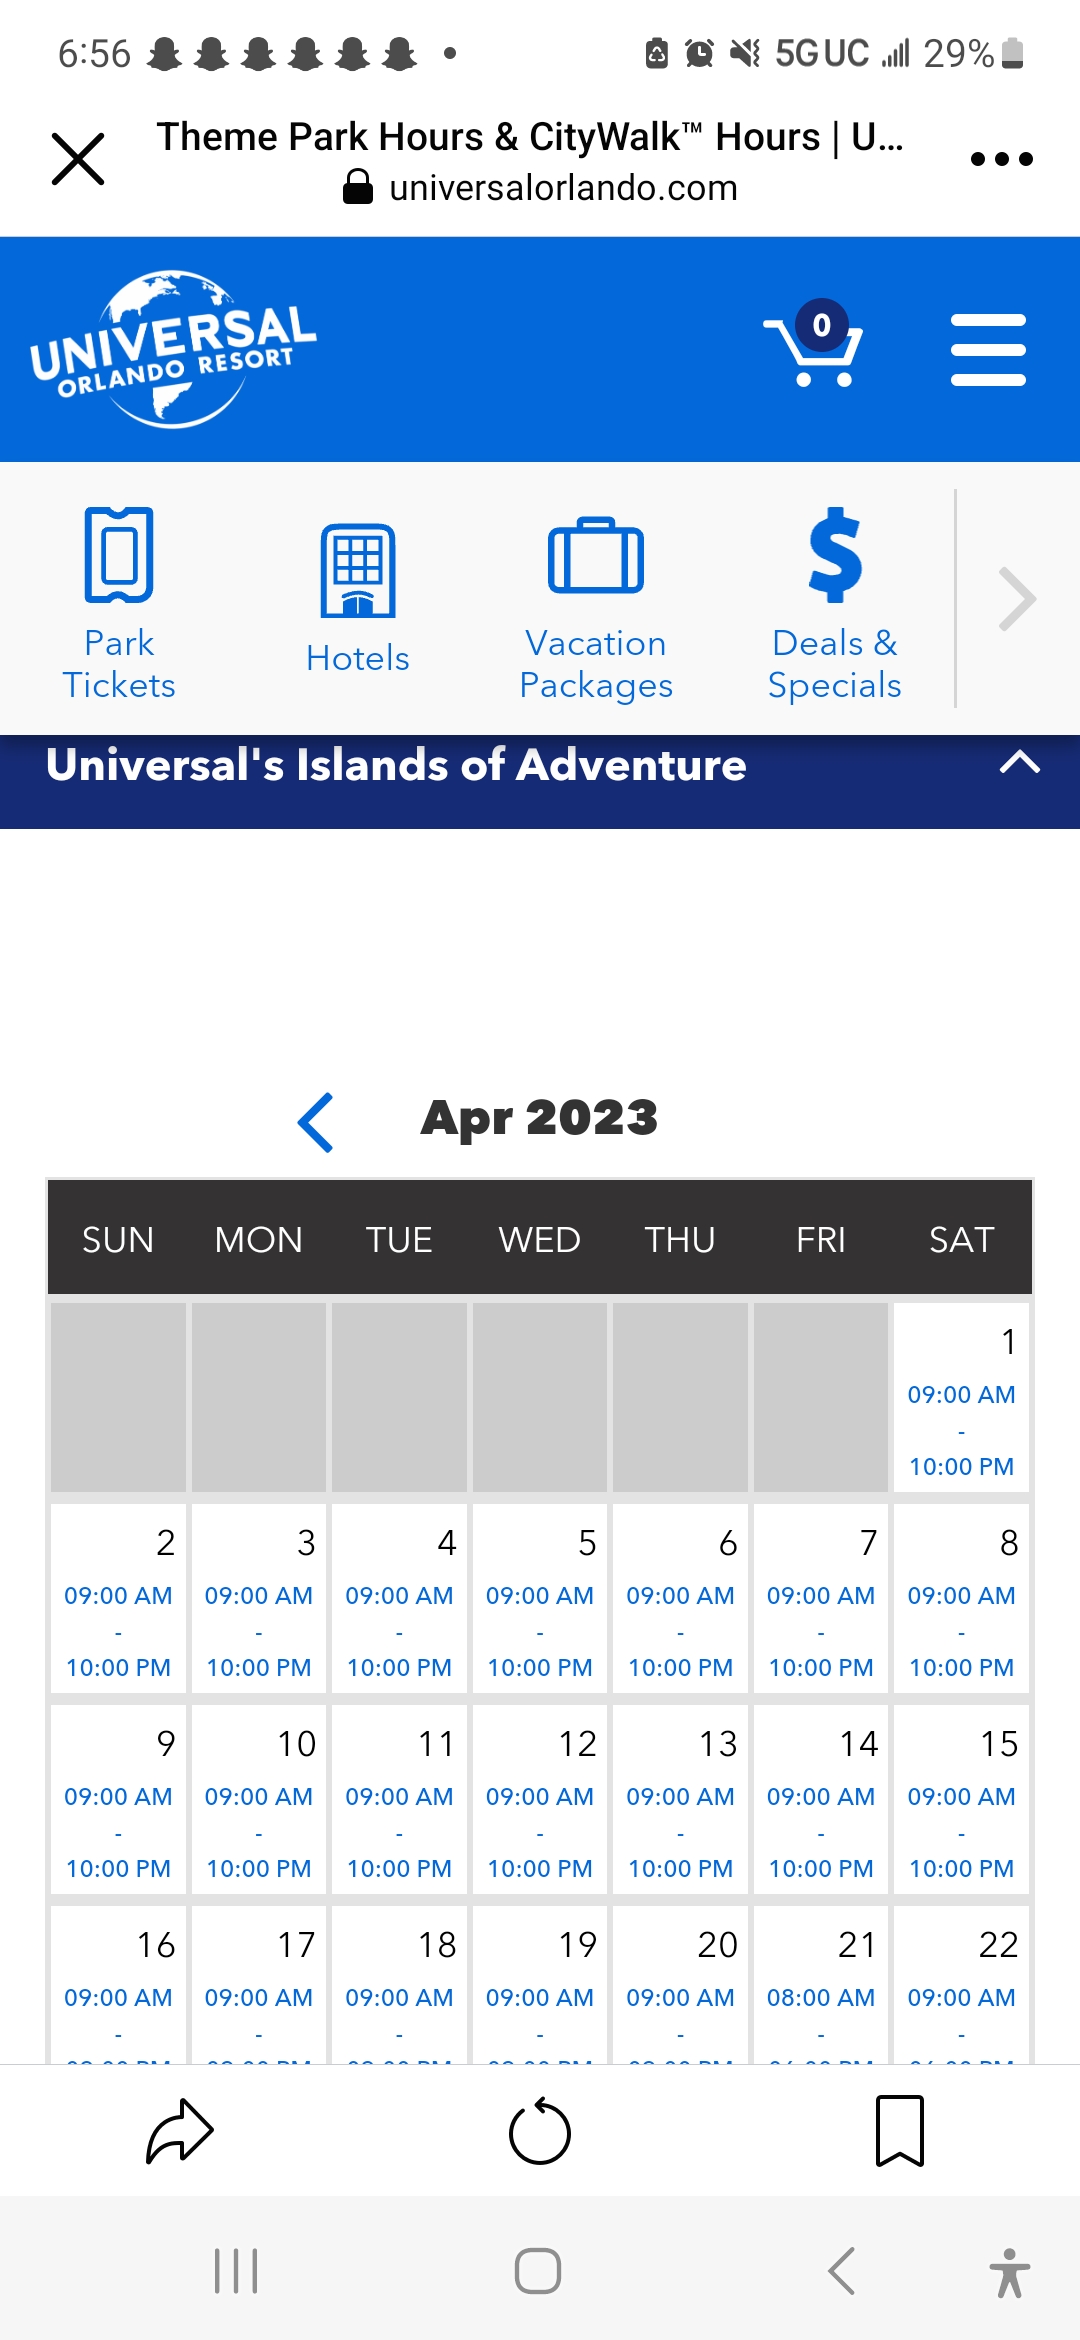 6:56 5G UC 29%
Theme Park Hours & CityWalk™ Hours | U...
universalorlando.com
UNIVERSAL
ORLANDO RESORT
0
Park Tickets
Hotels
Vacation Packages
Deals & Specials
Universal's Islands of Adventure
Apr 2023
SUN MON TUE WED THU FRI SAT
1
09:00 AM
-
10:00 PM
2 3 4 5 6 7 8
09:00 AM 09:00 AM 09:00 AM 09:00 AM 09:00 AM 09:00 AM 09:00 AM
- - - - - - -
10:00 PM 10:00 PM 10:00 PM 10:00 PM 10:00 PM 10:00 PM 10:00 PM
9 10 11 12 13 14 15
09:00 AM 09:00 AM 09:00 AM 09:00 AM 09:00 AM 09:00 AM 09:00 AM
- - - - - - -
10:00 PM 10:00 PM 10:00 PM 10:00 PM 10:00 PM 10:00 PM 10:00 PM
16 17 18 19 20 21 22
09:00 AM 09:00 AM 09:00 AM 09:00 AM 09:00 AM 08:00 AM 09:00 AM
- - - - - - -